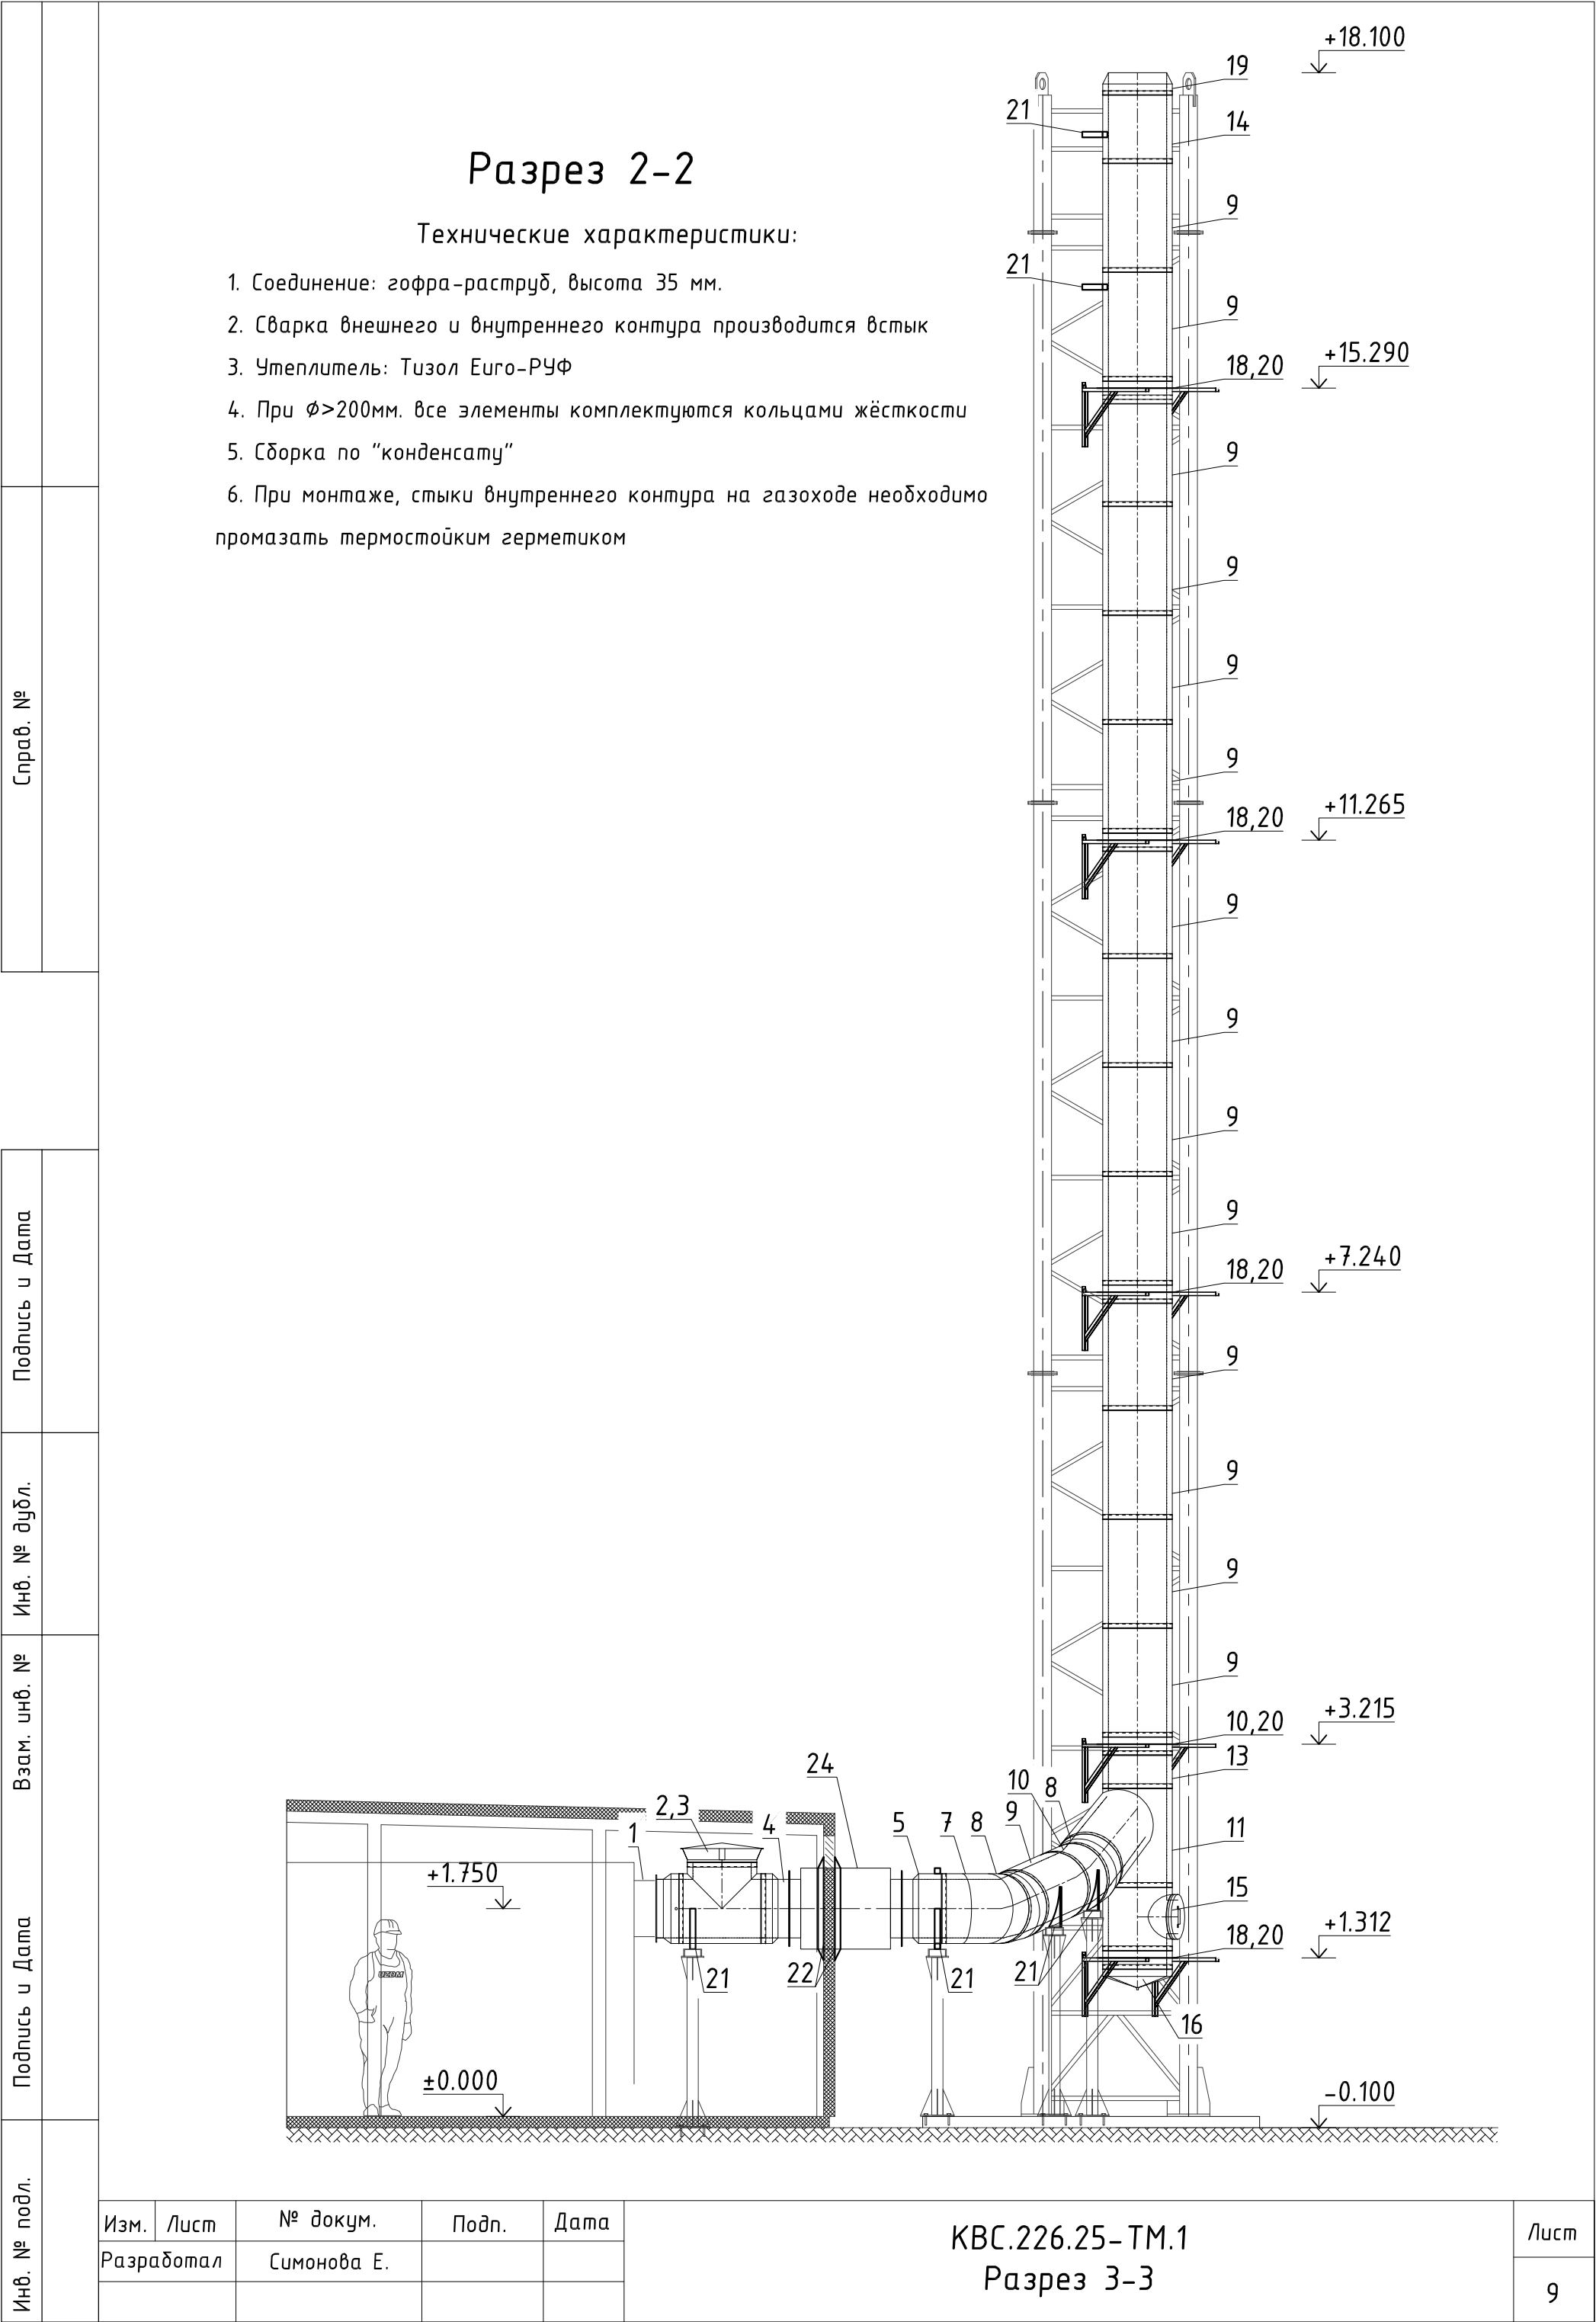 +18.100
19
21
14
Разрез 2-2
9
Технические характеристики:
21
1. Соединение: гофра-раструб, высота 35 мм.
9
2. Сварка внешнего и внутреннего контура производится встык
+15.290
18,20
3. Утеплитель: Тизол Euro-РУФ
4. При Ф>200мм. все элементы комплектуются кольцами жёсткости
5. Сборка по "конденсату"
9
6. При монтаже, стыки внутреннего контура на газоходе необходимо
промазать термостойким герметиком
9
9
Справ. №
9
+11.265
18,20
9
9
9
9
+7.240
18,20
Подпись и Дата
9
9
Инв. № дубл.
9
9
+3.215
10,20
Взам. инв. №
13
24
10
8
2,3
9
1
4
5
7
8
11
+1.750
15
+1.312
18,20
UZDM
21
22
21
21
16
Подпись и Дата
±0.000
-0.100
Инв. № подл.
Изм.
Лист
№ докум.
Подп.
Дата
Разработал
Симонова Е.
КВС.226.25-ТМ.1
Разрез 3-3
Лист
9